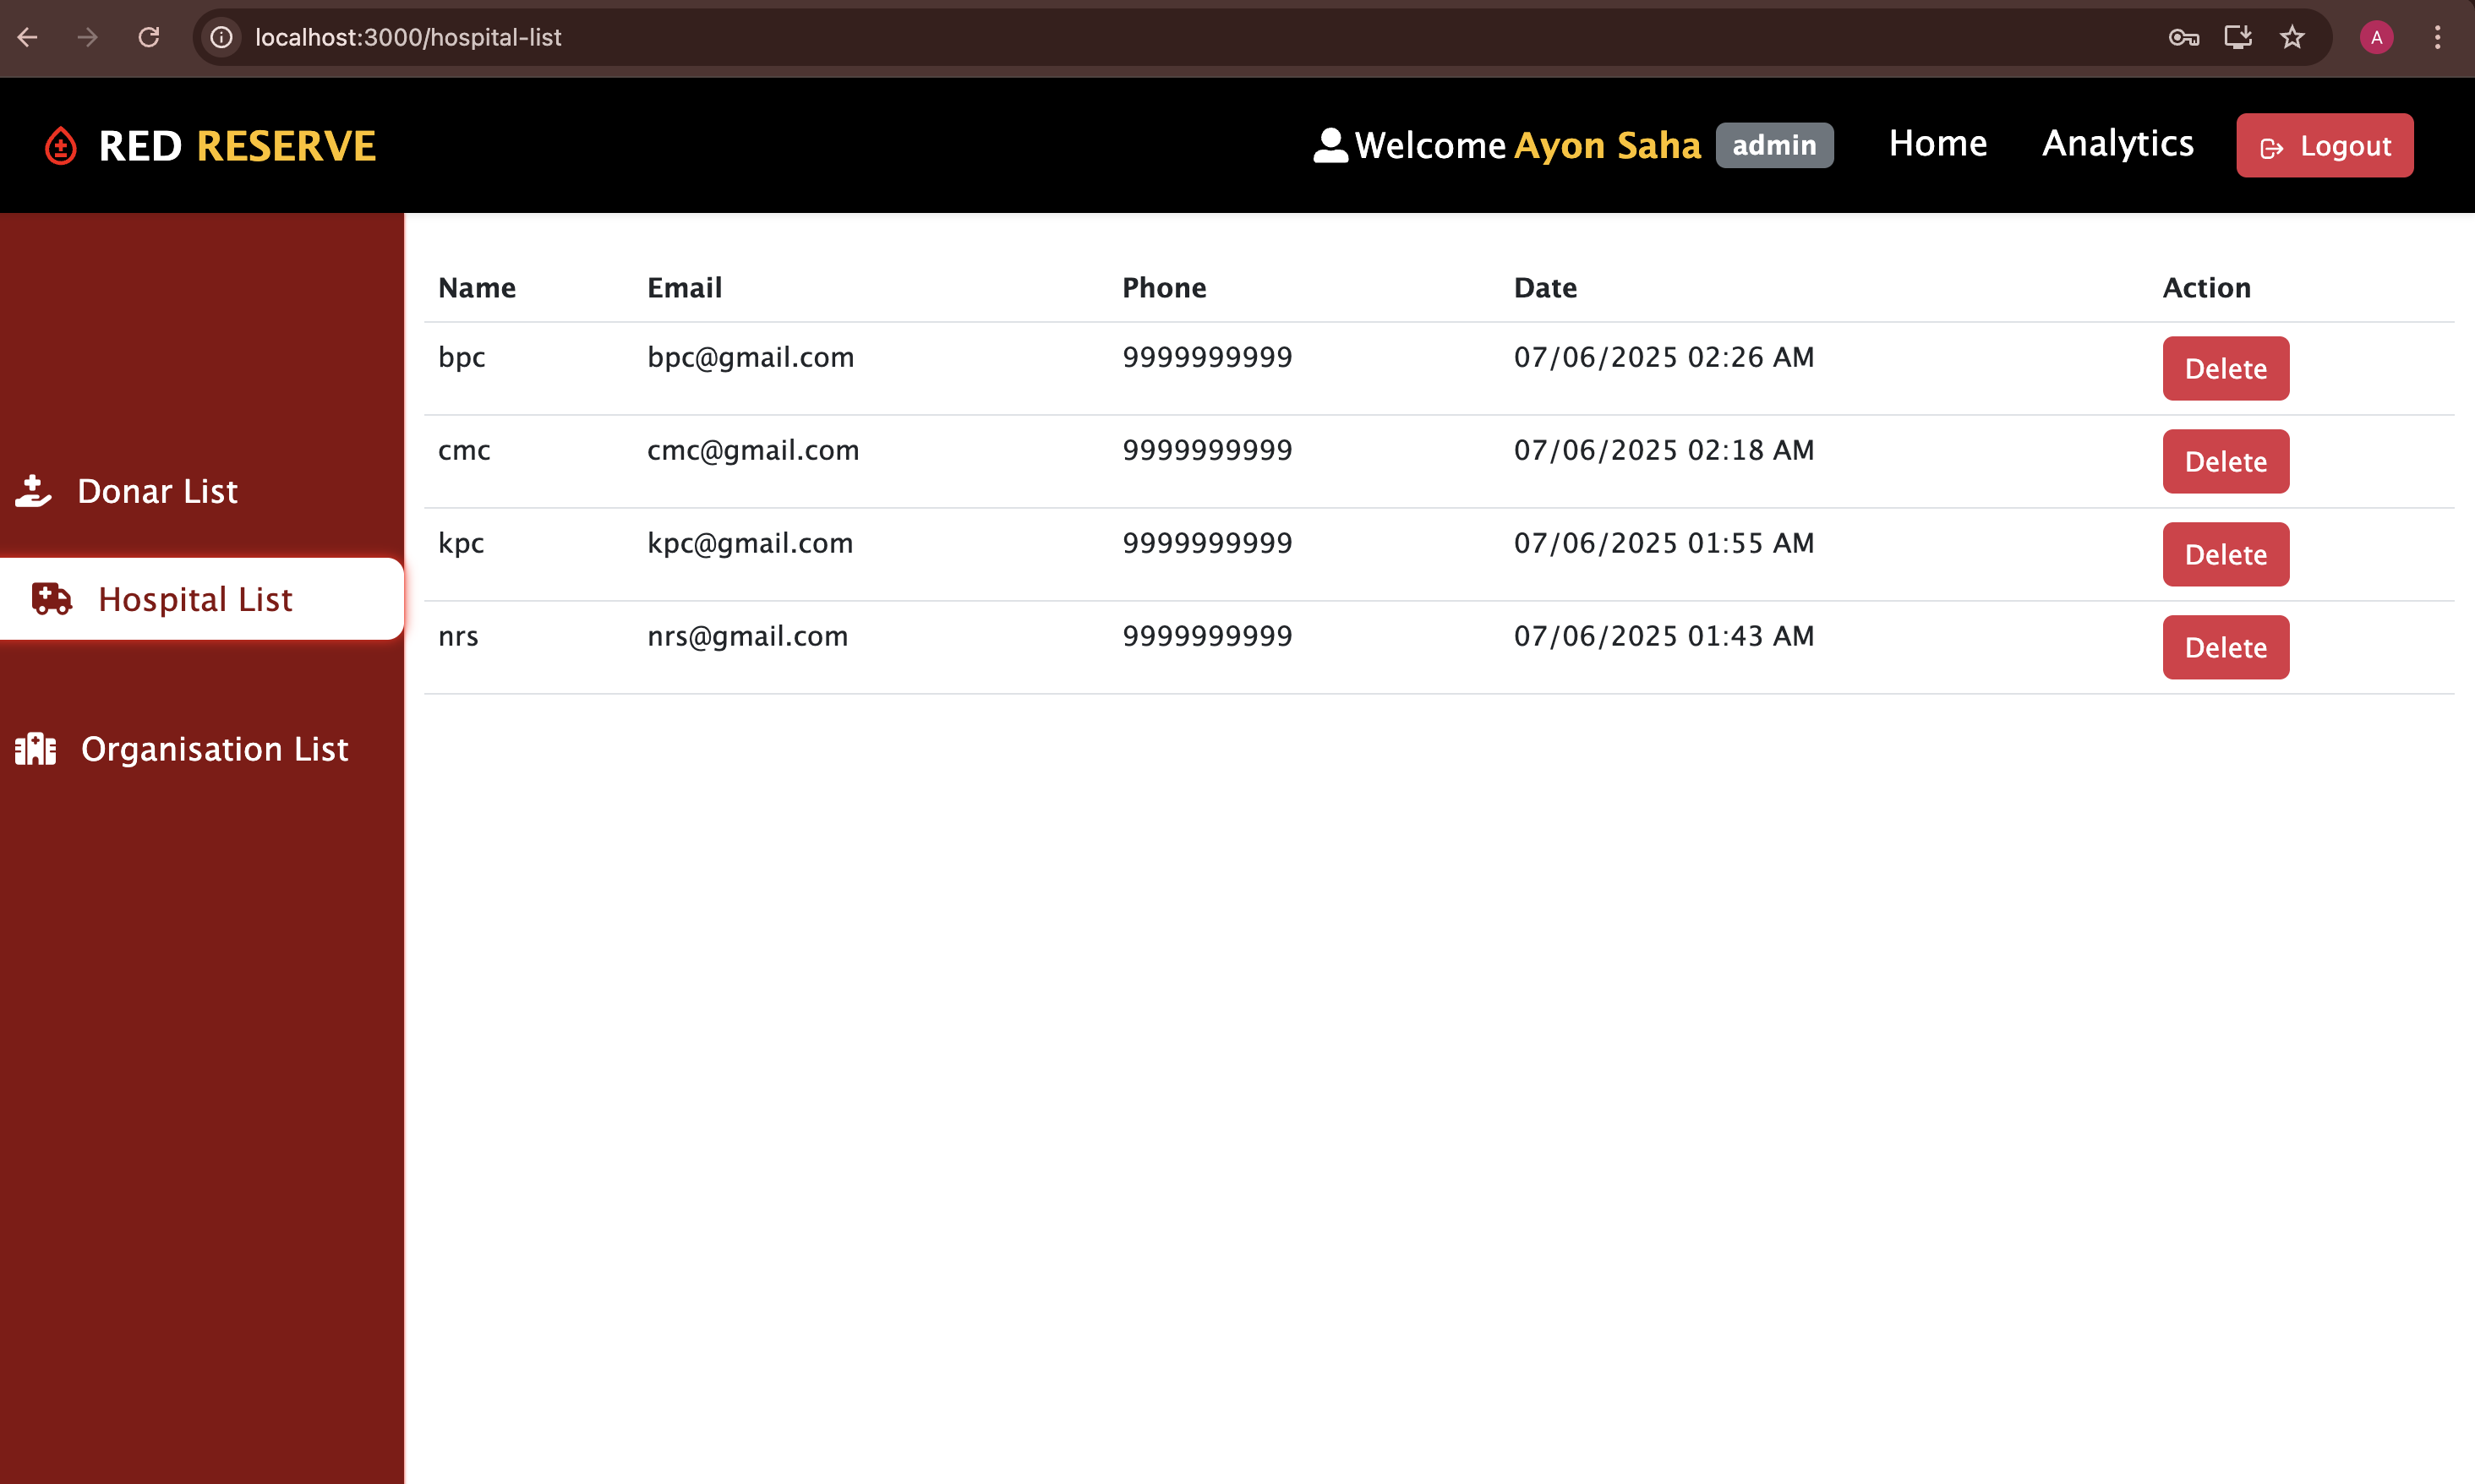 localhost:3000/hospital-list
A
RED RESERVE
Welcome Ayon Saha admin
Home
Analytics
Logout
Donar List
Hospital List
Organisation List
Name Email Phone Date Action
bpc bpc@gmail.com 9999999999 07/06/2025 02:26 AM Delete
cmc cmc@gmail.com 9999999999 07/06/2025 02:18 AM Delete
kpc kpc@gmail.com 9999999999 07/06/2025 01:55 AM Delete
nrs nrs@gmail.com 9999999999 07/06/2025 01:43 AM Delete